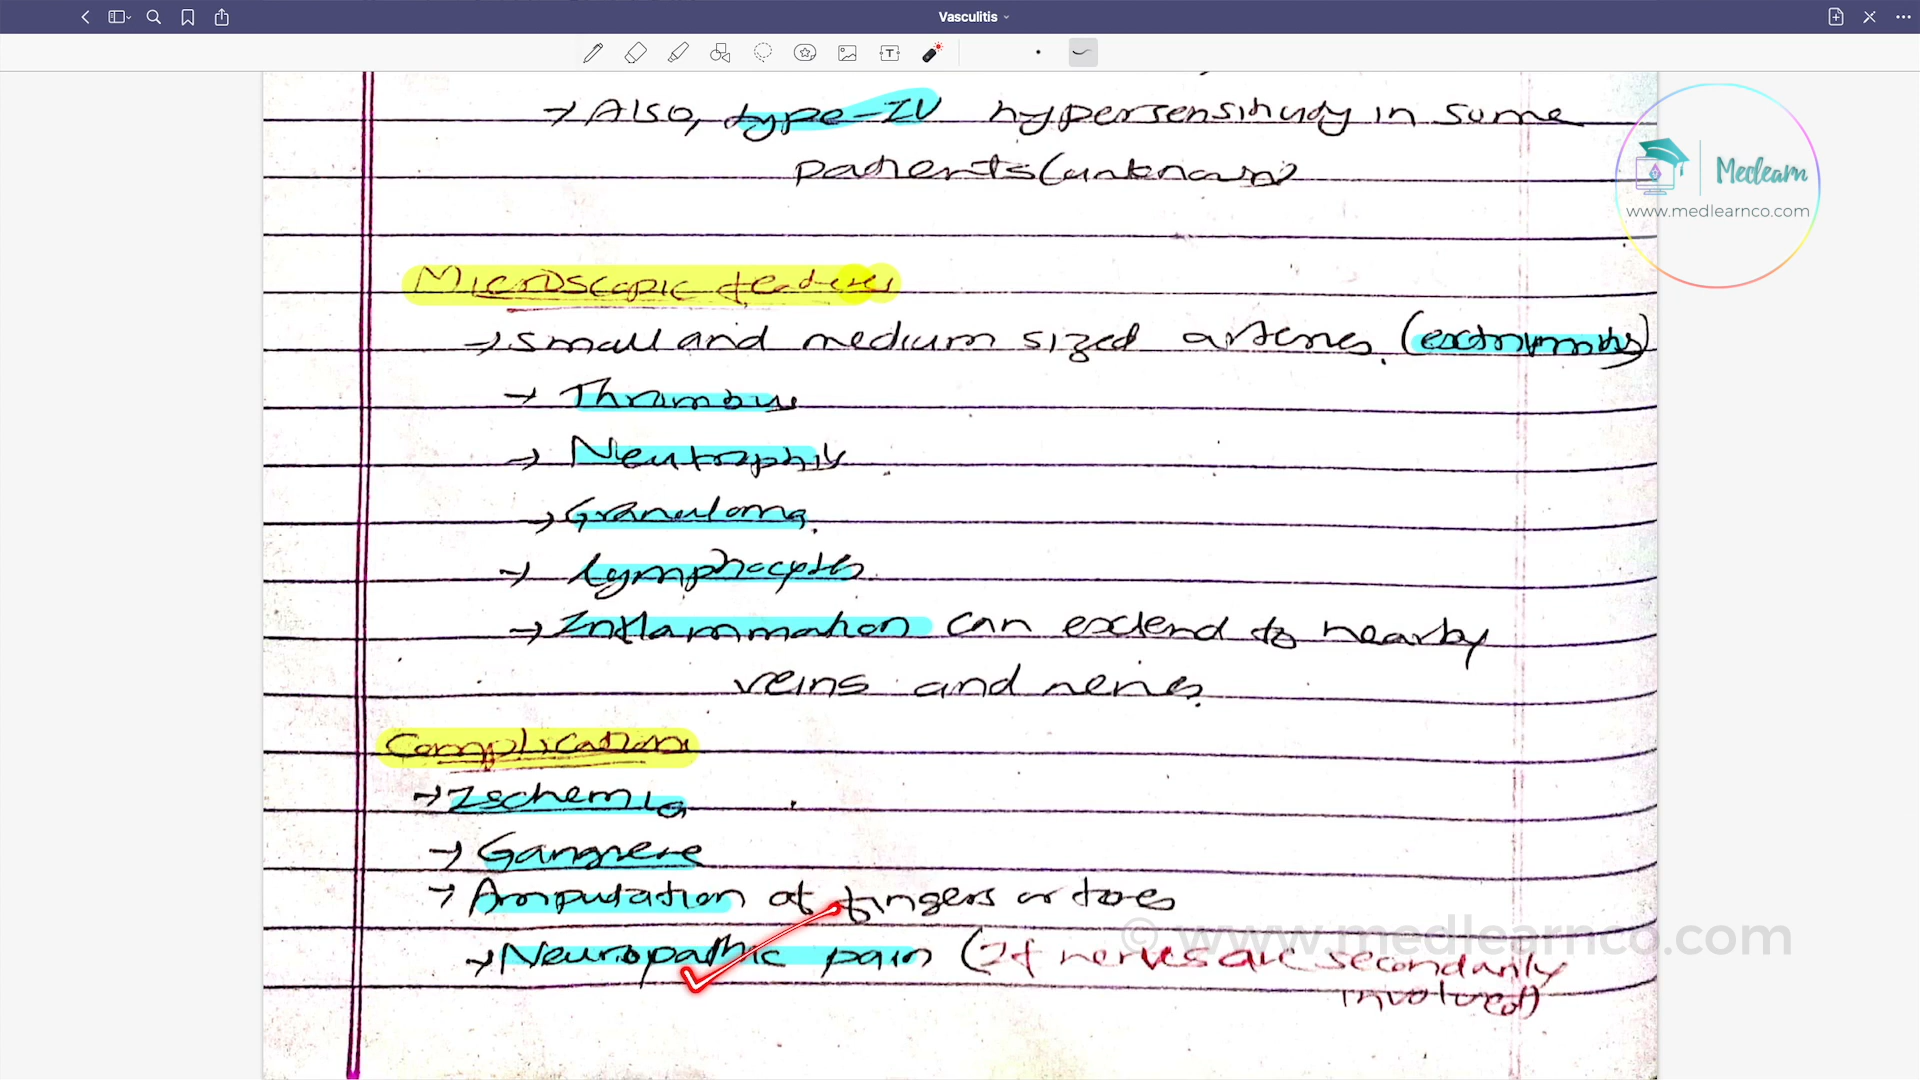 Vasculitis
→ Also, type-IV hypersensitivity in some
patients (unknown)
Medlearn
www.medlearnco.com
Microscopic features
→ small and medium sized arteries. (extremities)
→ Thrombus
→ Neutrophils
→ Granuloma.
→ Lymphocytes
→ Inflammation can extend to nearby
veins and nerves.
Complications
→ Ischemia
→ Gangrene
→ Amputation of fingers or toes
© www.medlearnco.com
→ Neuropathic pain (If nerves are secondarily
involved)